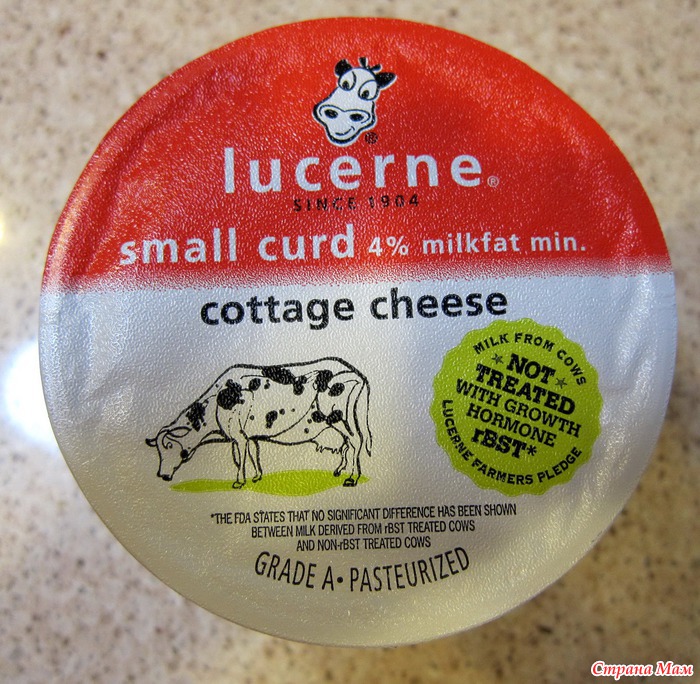 lucerne®
SINCE 1904
small curd 4% milkfat min.
cottage cheese
MILK FROM COWS
NOT
TREATED
WITH GROWTH
HORMONE
rBST*
LUCERNE FARMERS PLEDGE
*THE FDA STATES THAT NO SIGNIFICANT DIFFERENCE HAS BEEN SHOWN
BETWEEN MILK DERIVED FROM rBST TREATED COWS
AND NON-rBST TREATED COWS
GRADE A • PASTEURIZED
Страна Мам